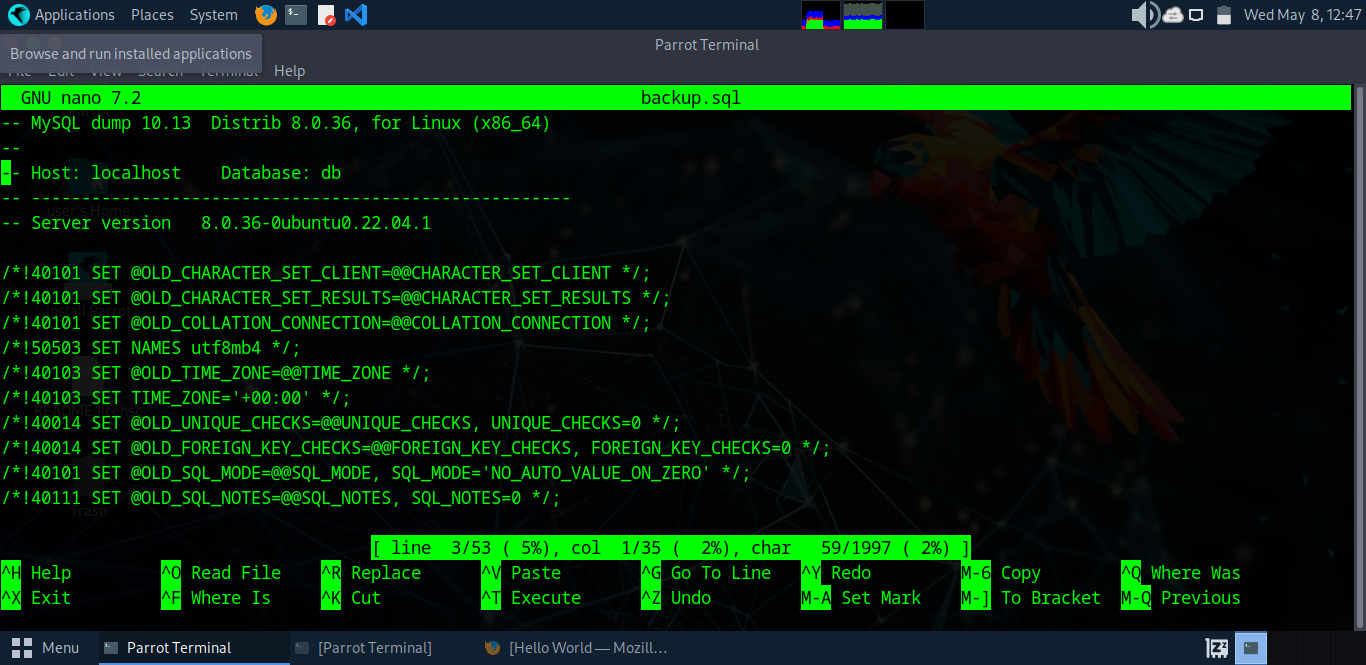 Applications Places System Wed May 8, 12:47
Parrot Terminal
Browse and run installed applications
File Edit View Search Terminal Help
GNU nano 7.2 backup.sql
-- MySQL dump 10.13  Distrib 8.0.36, for Linux (x86_64)
--
-- Host: localhost    Database: db
-- ------------------------------------------------------
-- Server version   8.0.36-0ubuntu0.22.04.1
/*!40101 SET @OLD_CHARACTER_SET_CLIENT=@@CHARACTER_SET_CLIENT */;
/*!40101 SET @OLD_CHARACTER_SET_RESULTS=@@CHARACTER_SET_RESULTS */;
/*!40101 SET @OLD_COLLATION_CONNECTION=@@COLLATION_CONNECTION */;
/*!50503 SET NAMES utf8mb4 */;
/*!40103 SET @OLD_TIME_ZONE=@@TIME_ZONE */;
/*!40103 SET TIME_ZONE='+00:00' */;
/*!40014 SET @OLD_UNIQUE_CHECKS=@@UNIQUE_CHECKS, UNIQUE_CHECKS=0 */;
/*!40014 SET @OLD_FOREIGN_KEY_CHECKS=@@FOREIGN_KEY_CHECKS, FOREIGN_KEY_CHECKS=0 */;
/*!40101 SET @OLD_SQL_MODE=@@SQL_MODE, SQL_MODE='NO_AUTO_VALUE_ON_ZERO' */;
/*!40111 SET @OLD_SQL_NOTES=@@SQL_NOTES, SQL_NOTES=0 */;
user's Home
Trash
[ line  3/53 ( 5%), col  1/35 (  2%), char   59/1997 ( 2%) ]
^H Help ^O Read File ^R Replace ^V Paste ^G Go To Line ^Y Redo M-6 Copy ^Q Where Was
^X Exit ^F Where Is ^K Cut ^T Execute ^Z Undo M-A Set Mark M-] To Bracket M-Q Previous
Menu Parrot Terminal [Parrot Terminal] [Hello World — Mozill...